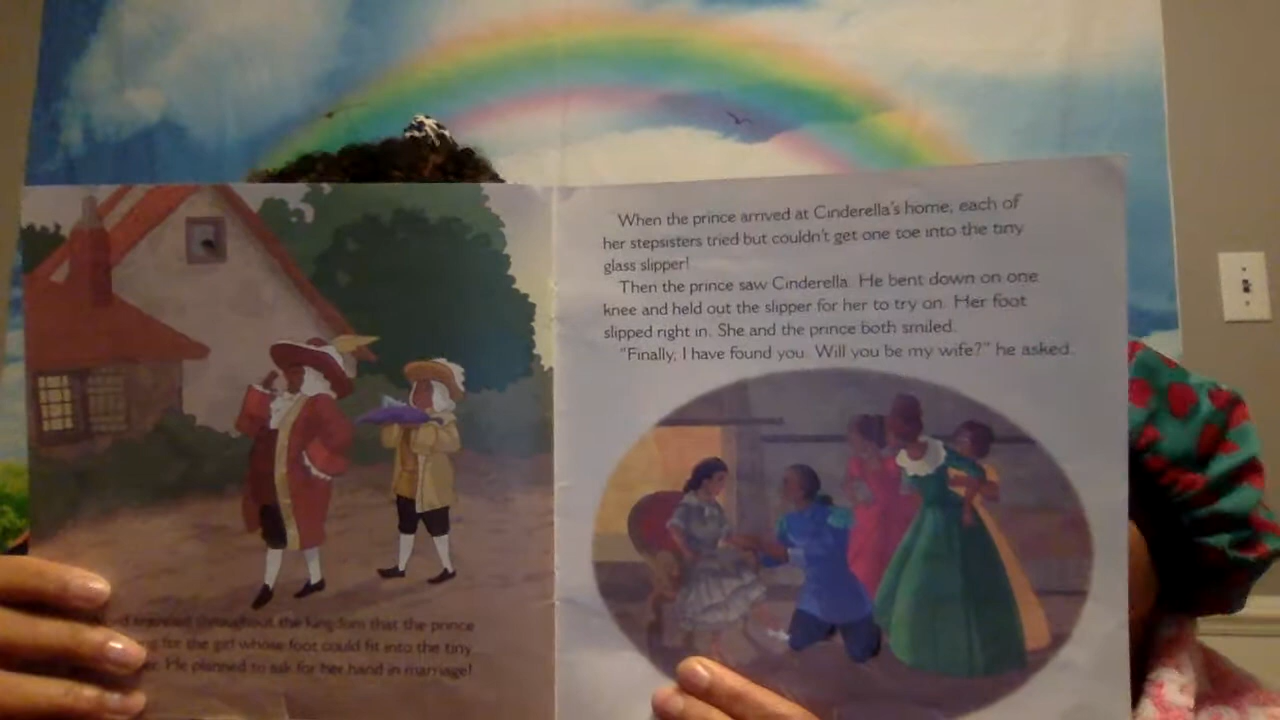 traveled throughout the kingdom that the prince
for the girl whose foot could fit into the tiny
He planned to ask for her hand in marriage!
When the prince arrived at Cinderella's home, each of
her stepsisters tried but couldn't get one toe into the tiny
glass slipper!
Then the prince saw Cinderella. He bent down on one
knee and held out the slipper for her to try on. Her foot
slipped right in. She and the prince both smiled.
"Finally, I have found you. Will you be my wife?" he asked.